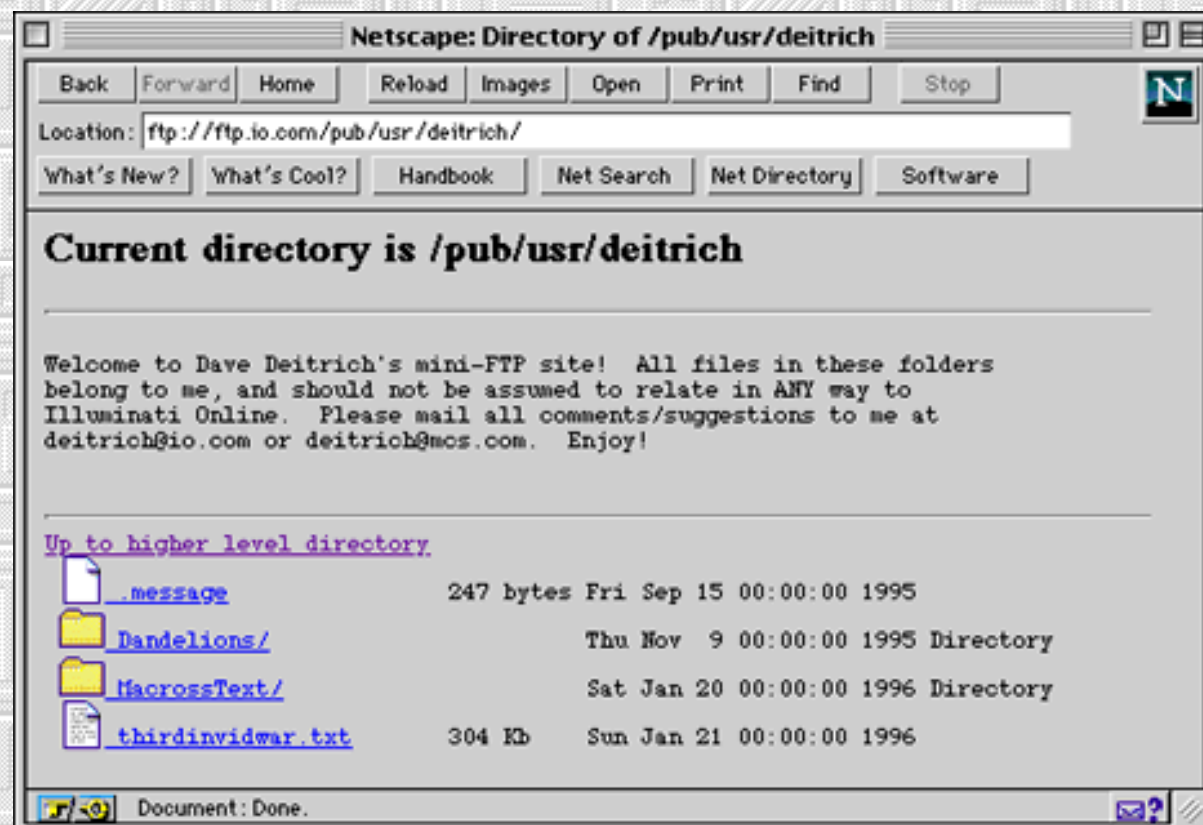 Netscape: Directory of /pub/usr/deitrich
Back Forward Home Reload Images Open Print Find Stop
N
Location: ftp://ftp.io.com/pub/usr/deitrich/
What's New? What's Cool? Handbook Net Search Net Directory Software
Current directory is /pub/usr/deitrich
Welcome to Dave Deitrich's mini-FTP site!  All files in these folders
belong to me, and should not be assumed to relate in ANY way to
Illuminati Online.  Please mail all comments/suggestions to me at
deitrich@io.com or deitrich@mcs.com.  Enjoy!
Up to higher level directory
.message 247 bytes Fri Sep 15 00:00:00 1995
Dandelions/ Thu Nov 9 00:00:00 1995 Directory
MacrossText/ Sat Jan 20 00:00:00 1996 Directory
thirdinvidwar.txt 304 Kb Sun Jan 21 00:00:00 1996
Document: Done. ?